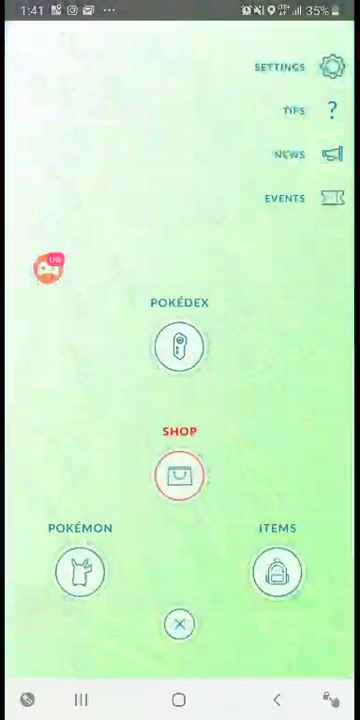 1:41
35%
SETTINGS
TIPS
?
NEWS
EVENTS
POKÉDEX
SHOP
POKÉMON
ITEMS